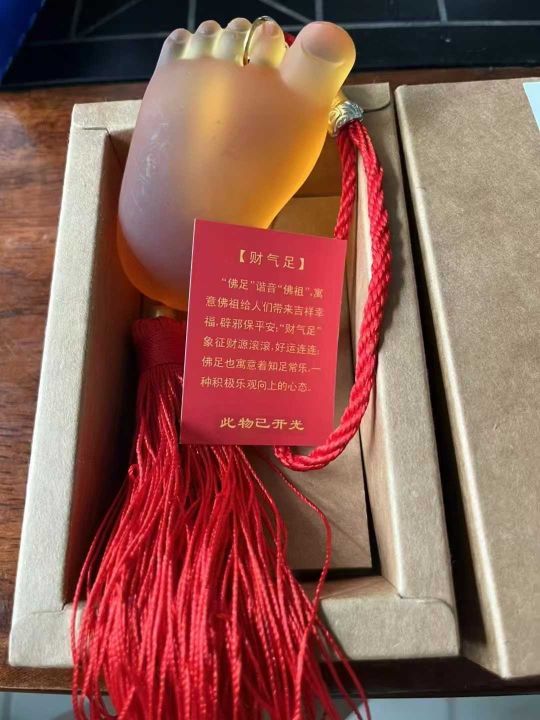 【财气足】
“佛足”谐音“佛祖”,寓
意佛祖给人们带来吉祥幸
福,辟邪保平安;“财气足”
象征财源滚滚,好运连连;
佛足也寓意着知足常乐,一
种积极乐观向上的心态。
此物已开光